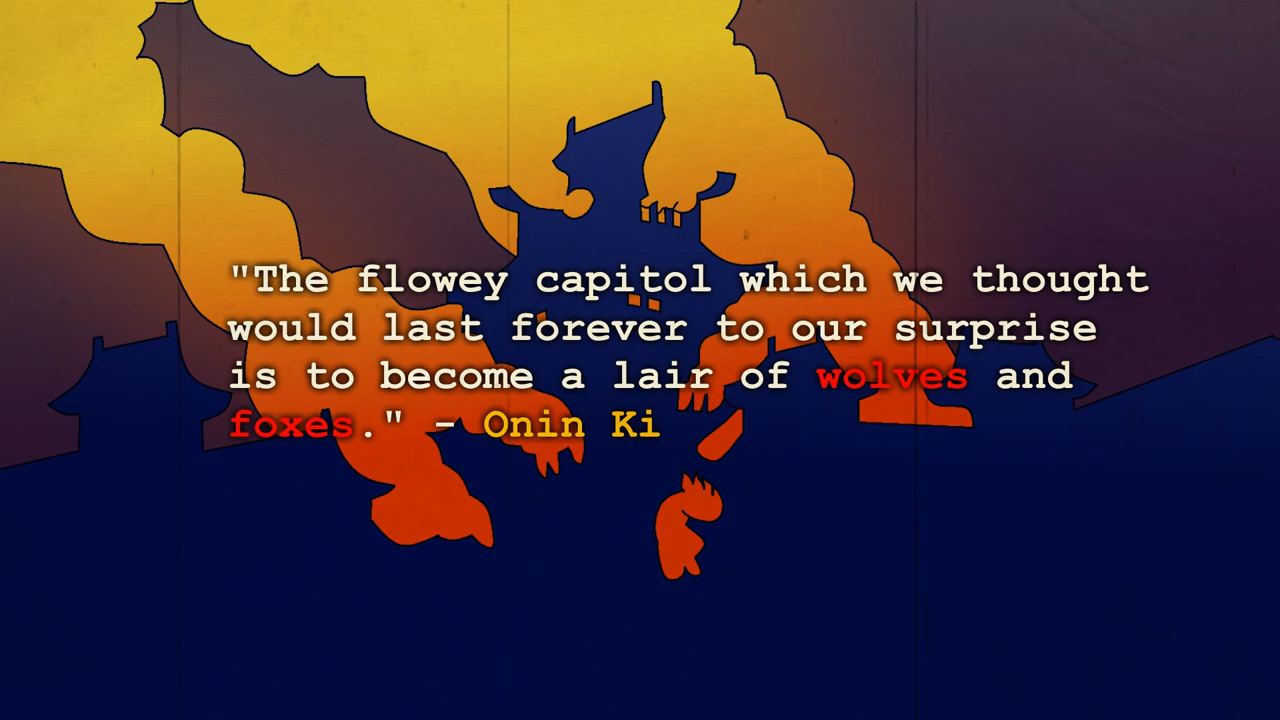 "The flowey capitol which we thought
would last forever to our surprise
is to become a lair of wolves and
foxes." - Onin Ki